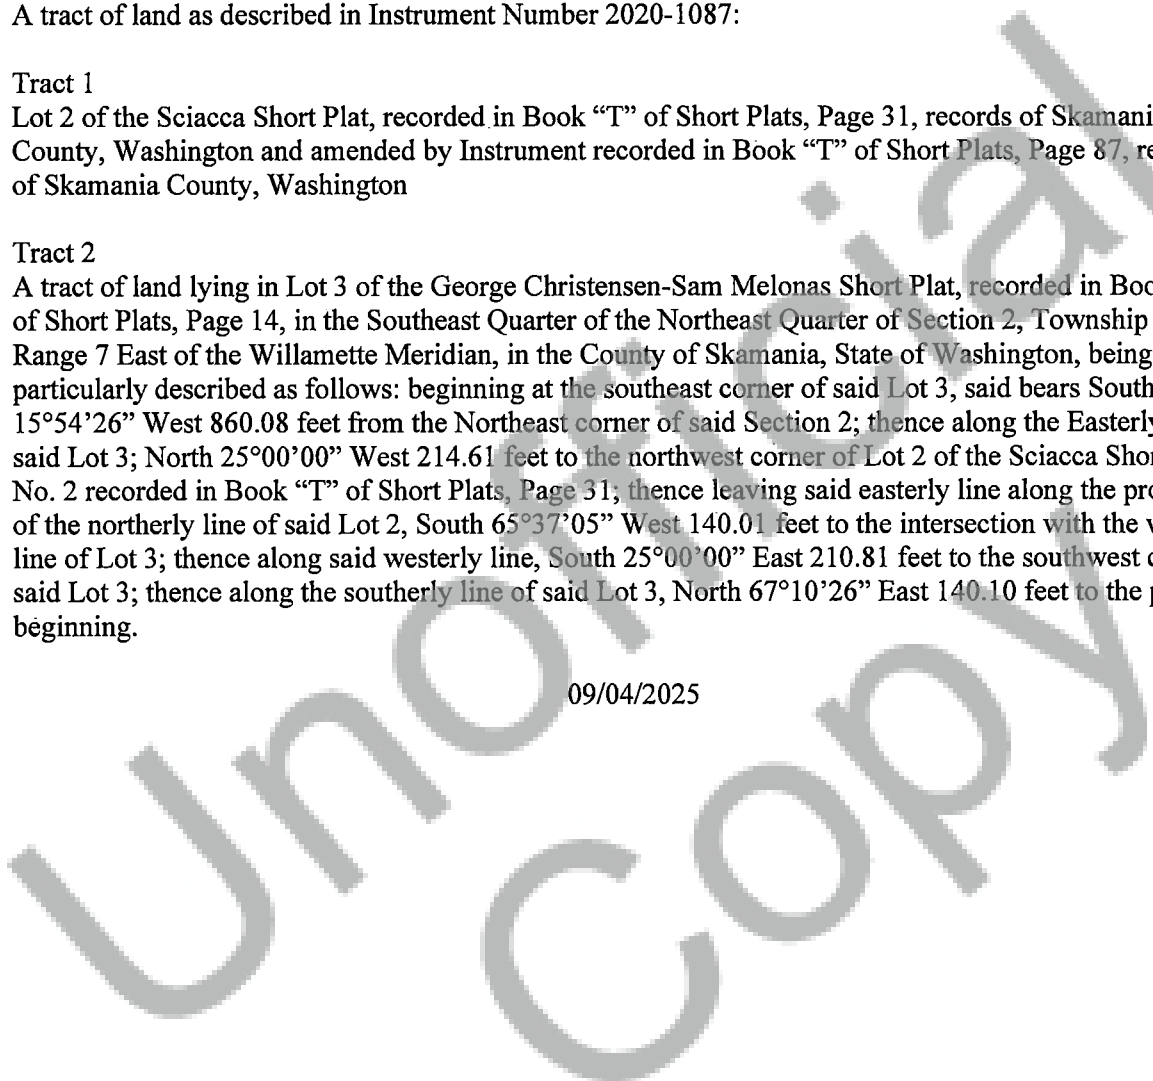 A tract of land as described in Instrument Number 2020-1087:
Tract 1
Lot 2 of the Sciacca Short Plat, recorded in Book “T” of Short Plats, Page 31, records of Skamani
County, Washington and amended by Instrument recorded in Book “T” of Short Plats, Page 87, re
of Skamania County, Washington
Tract 2
A tract of land lying in Lot 3 of the George Christensen-Sam Melonas Short Plat, recorded in Boo
of Short Plats, Page 14, in the Southeast Quarter of the Northeast Quarter of Section 2, Township
Range 7 East of the Willamette Meridian, in the County of Skamania, State of Washington, being
particularly described as follows: beginning at the southeast corner of said Lot 3, said bears South
15°54’26” West 860.08 feet from the Northeast corner of said Section 2; thence along the Easterly
said Lot 3; North 25°00’00” West 214.61 feet to the northwest corner of Lot 2 of the Sciacca Shor
No. 2 recorded in Book “T” of Short Plats, Page 31; thence leaving said easterly line along the pro
of the northerly line of said Lot 2, South 65°37’05” West 140.01 feet to the intersection with the w
line of Lot 3; thence along said westerly line, South 25°00’00” East 210.81 feet to the southwest c
said Lot 3; thence along the southerly line of said Lot 3, North 67°10’26” East 140.10 feet to the p
beginning.
09/04/2025
Unofficial
Copy